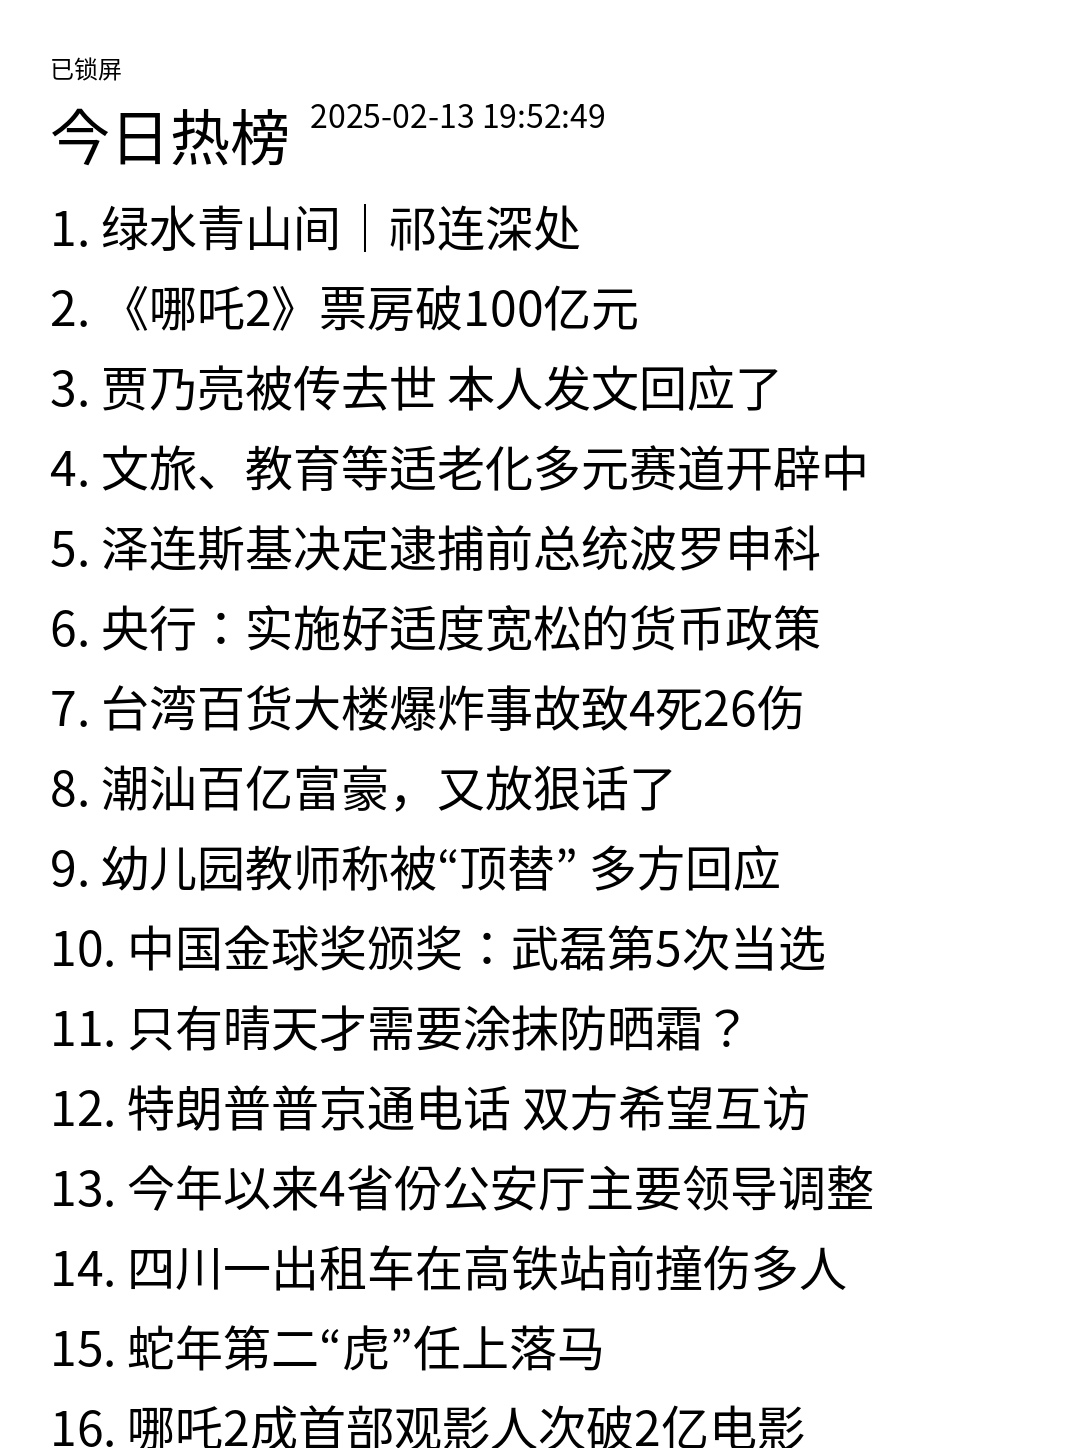 已锁屏
今日热榜 2025-02-13 19:52:49
1. 绿水青山间｜祁连深处
2. 《哪吒2》票房破100亿元
3. 贾乃亮被传去世 本人发文回应了
4. 文旅、教育等适老化多元赛道开辟中
5. 泽连斯基决定逮捕前总统波罗申科
6. 央行：实施好适度宽松的货币政策
7. 台湾百货大楼爆炸事故致4死26伤
8. 潮汕百亿富豪，又放狠话了
9. 幼儿园教师称被“顶替” 多方回应
10. 中国金球奖颁奖：武磊第5次当选
11. 只有晴天才需要涂抹防晒霜？
12. 特朗普普京通电话 双方希望互访
13. 今年以来4省份公安厅主要领导调整
14. 四川一出租车在高铁站前撞伤多人
15. 蛇年第二“虎”任上落马
16. 哪吒2成首部观影人次破2亿电影